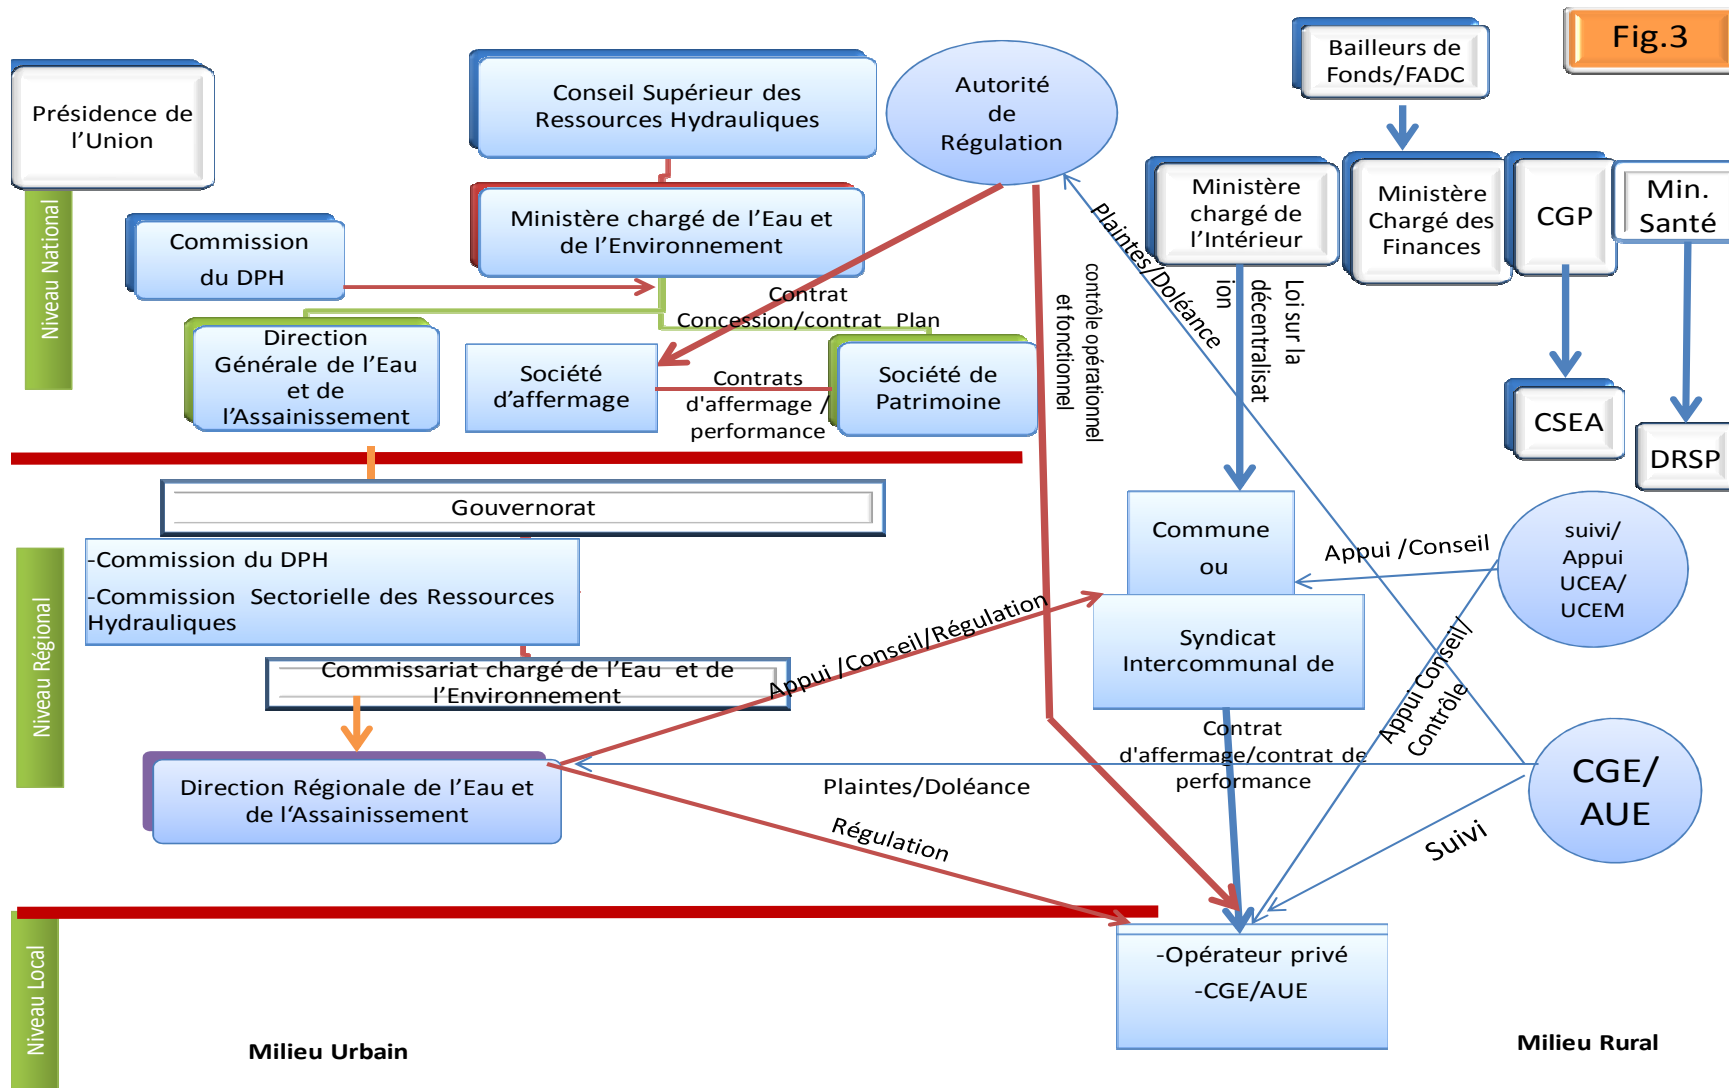 Fig.3
Bailleurs de
Fonds/FADC
Présidence de
l’Union
Conseil Supérieur des
Ressources Hydrauliques
Autorité
de
Régulation
Niveau National
Commission
du DPH
Ministère chargé de l’Eau et
de l’Environnement
Ministère
chargé de
l’Intérieur
Ministère
Chargé des
Finances
CGP
Min.
Santé
Plaintes/Doléance
contrôle opérationnel
et fonctionnel
Loi sur la
décentralisat
ion
Contrat
Concession/contrat Plan
Direction
Générale de l’Eau
et de
l’Assainissement
Société
d’affermage
Contrats
d'affermage /
performance
Société de
Patrimoine
CSEA
DRSP
Niveau Régional
Gouvernorat
-Commission du DPH
-Commission Sectorielle des Ressources
Hydrauliques
Commissariat chargé de l’Eau et de
l’Environnement
Direction Régionale de l’Eau et
de l‘Assainissement
Appui /Conseil/Régulation
Commune
ou
Syndicat
Intercommunal de
Appui /Conseil
suivi/
Appui
UCEA/
UCEM
Appui Conseil/
Contrôle
Contrat
d'affermage/contrat de
performance
Plaintes/Doléance
Régulation
Suivi
CGE/
AUE
Niveau Local
-Opérateur privé
-CGE/AUE
Milieu Urbain
Milieu Rural